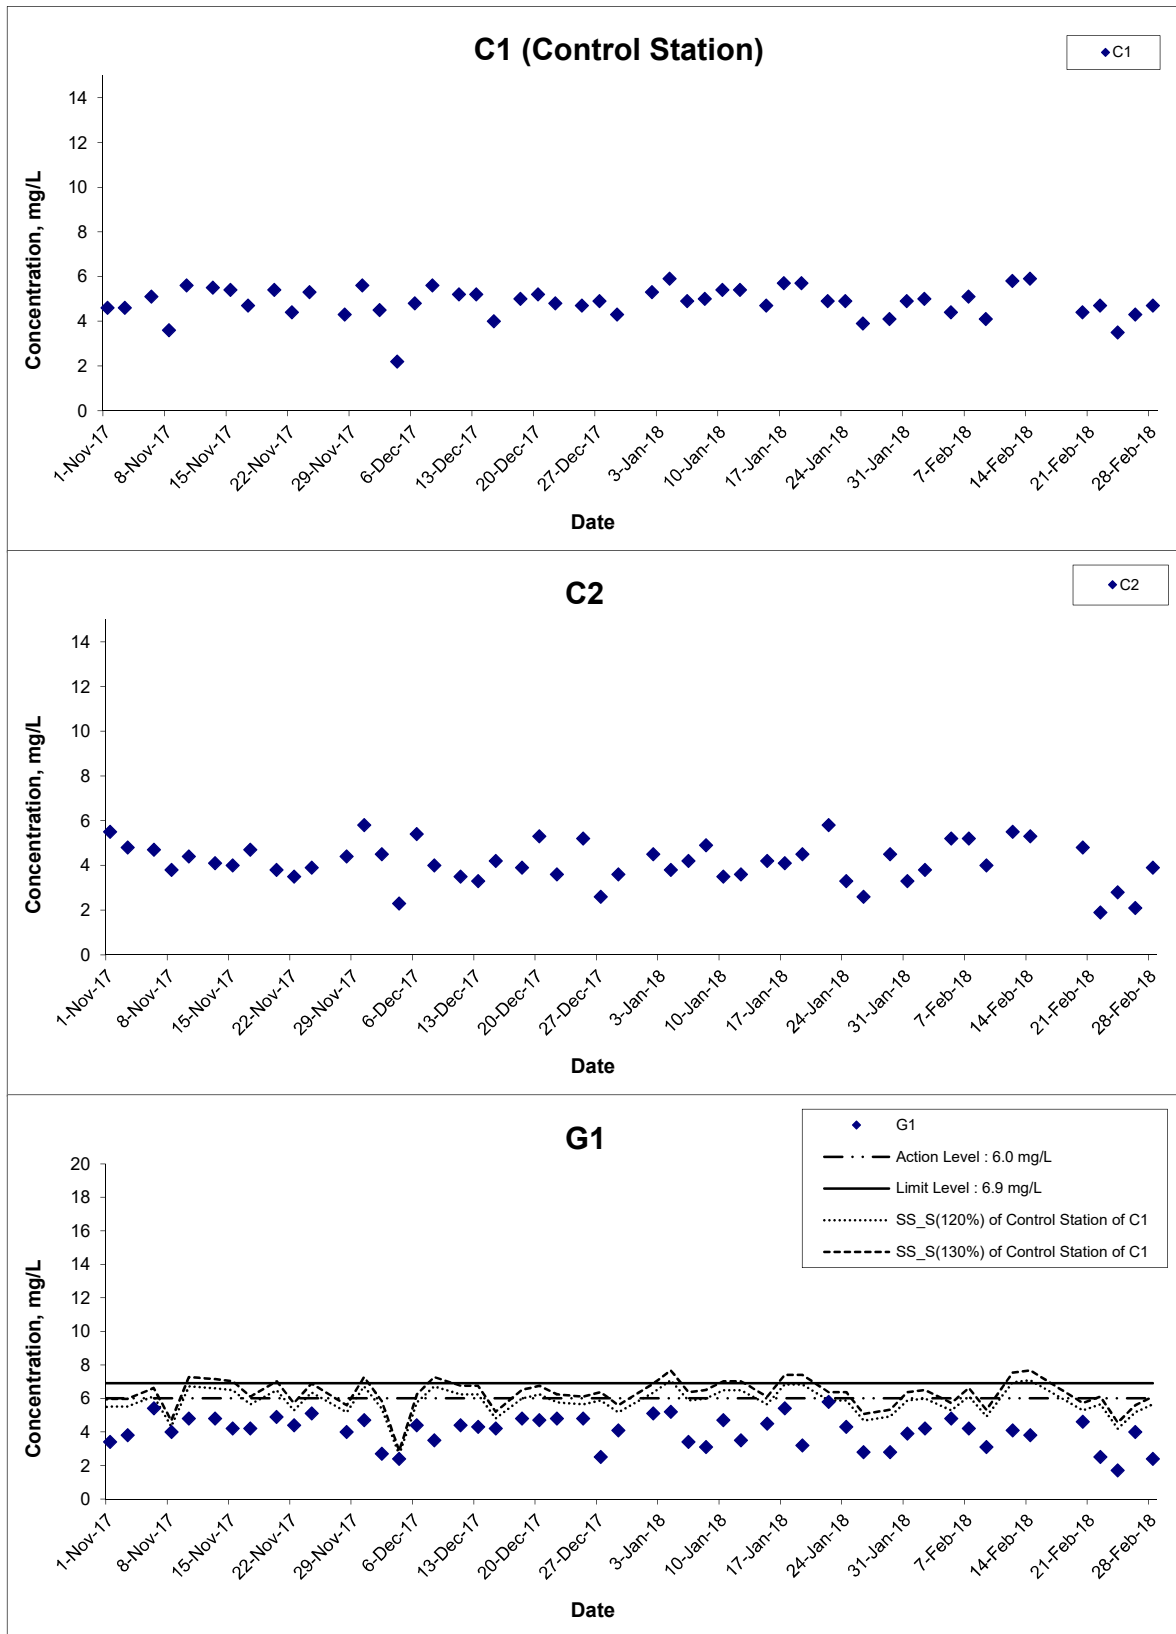 C1 (Control Station)
C1
Concentration, mg/L
14
12
10
8
6
4
2
0
1-Nov-17
8-Nov-17
15-Nov-17
22-Nov-17
29-Nov-17
6-Dec-17
13-Dec-17
20-Dec-17
27-Dec-17
3-Jan-18
10-Jan-18
17-Jan-18
24-Jan-18
31-Jan-18
7-Feb-18
14-Feb-18
21-Feb-18
28-Feb-18
Date
C2
C2
Concentration, mg/L
14
12
10
8
6
4
2
0
1-Nov-17
8-Nov-17
15-Nov-17
22-Nov-17
29-Nov-17
6-Dec-17
13-Dec-17
20-Dec-17
27-Dec-17
3-Jan-18
10-Jan-18
17-Jan-18
24-Jan-18
31-Jan-18
7-Feb-18
14-Feb-18
21-Feb-18
28-Feb-18
Date
G1
G1
Action Level : 6.0 mg/L
Limit Level : 6.9 mg/L
SS_S(120%) of Control Station of C1
SS_S(130%) of Control Station of C1
Concentration, mg/L
20
18
16
14
12
10
8
6
4
2
0
1-Nov-17
8-Nov-17
15-Nov-17
22-Nov-17
29-Nov-17
6-Dec-17
13-Dec-17
20-Dec-17
27-Dec-17
3-Jan-18
10-Jan-18
17-Jan-18
24-Jan-18
31-Jan-18
7-Feb-18
14-Feb-18
21-Feb-18
28-Feb-18
Date